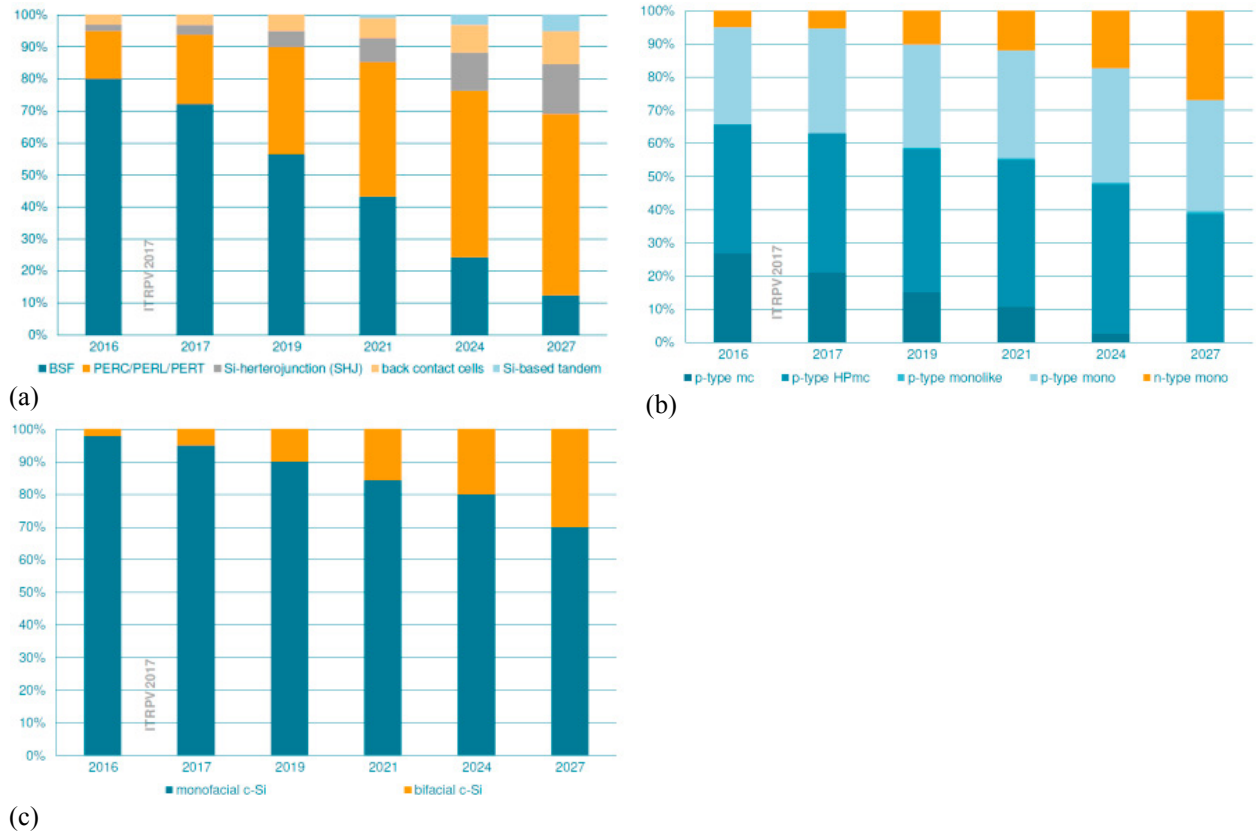 100%
90%
80%
70%
60%
50%
40%
30%
20%
10%
0%
ITRPV 2017
2016 2017 2019 2021 2024 2027
BSF PERC/PERL/PERT Si-herterojunction (SHJ) back contact cells Si-based tandem
(a)
100%
90%
80%
70%
60%
50%
40%
30%
20%
10%
0%
ITRPV 2017
2016 2017 2019 2021 2024 2027
p-type mc p-type HPmc p-type monolike p-type mono n-type mono
(b)
100%
90%
80%
70%
60%
50%
40%
30%
20%
10%
0%
ITRPV 2017
2016 2017 2019 2021 2024 2027
monofacial c-Si bifacial c-Si
(c)